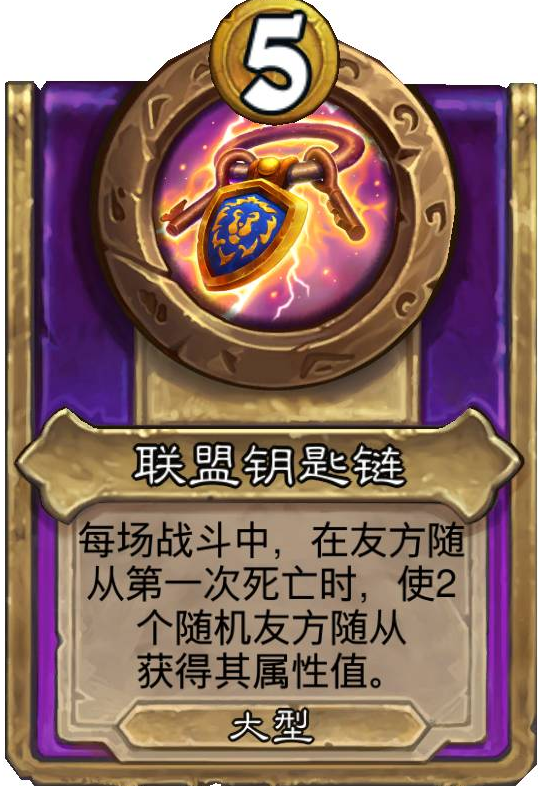 5
联盟钥匙链
每场战斗中，在友方随
从第一次死亡时，使2
个随机友方随从
获得其属性值。
大型